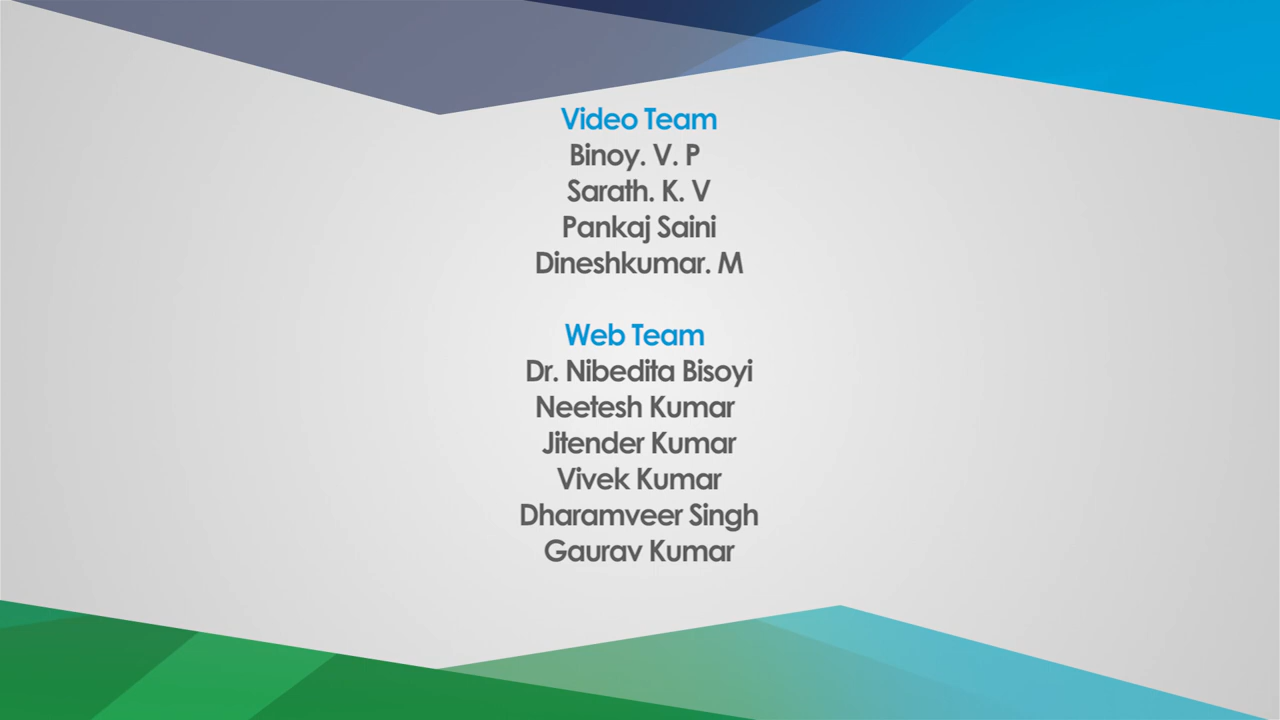 Video Team
Binoy. V. P
Sarath. K. V
Pankaj Saini
Dineshkumar. M
Web Team
Dr. Nibedita Bisoyi
Neetesh Kumar
Jitender Kumar
Vivek Kumar
Dharamveer Singh
Gaurav Kumar